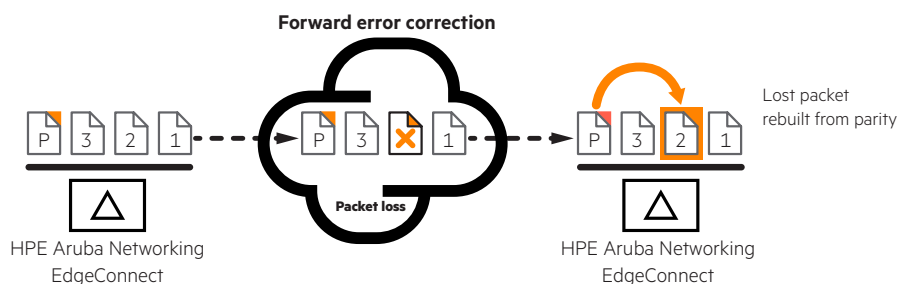 Forward error correction
P 3 2 1
P 3 1
P 3 2 1
Lost packet
rebuilt from parity
Packet loss
HPE Aruba Networking
EdgeConnect
HPE Aruba Networking
EdgeConnect